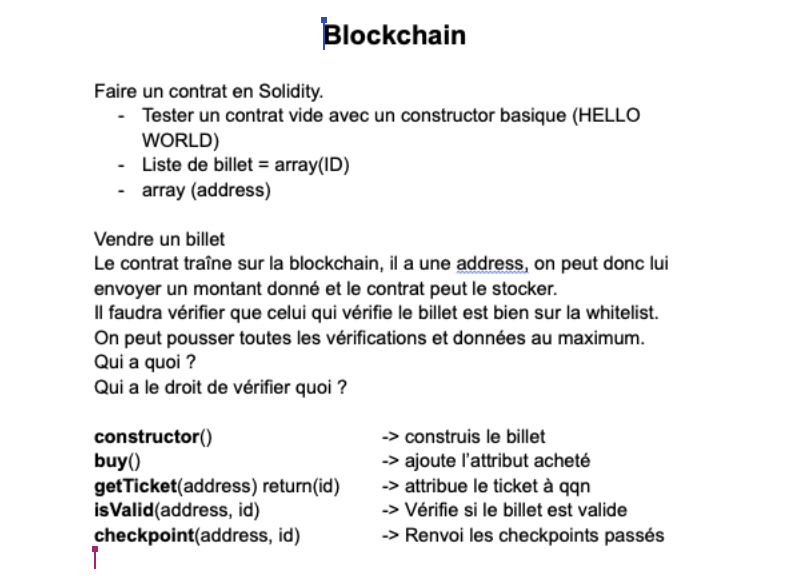 Blockchain
Faire un contrat en Solidity.
- Tester un contrat vide avec un constructor basique (HELLO
WORLD)
- Liste de billet = array(ID)
- array (address)
Vendre un billet
Le contrat traîne sur la blockchain, il a une address, on peut donc lui
envoyer un montant donné et le contrat peut le stocker.
Il faudra vérifier que celui qui vérifie le billet est bien sur la whitelist.
On peut pousser toutes les vérifications et données au maximum.
Qui a quoi ?
Qui a le droit de vérifier quoi ?
constructor() -> construis le billet
buy() -> ajoute l'attribut acheté
getTicket(address) return(id) -> attribue le ticket à qqn
isValid(address, id) -> Vérifie si le billet est valide
checkpoint(address, id) -> Renvoi les checkpoints passés